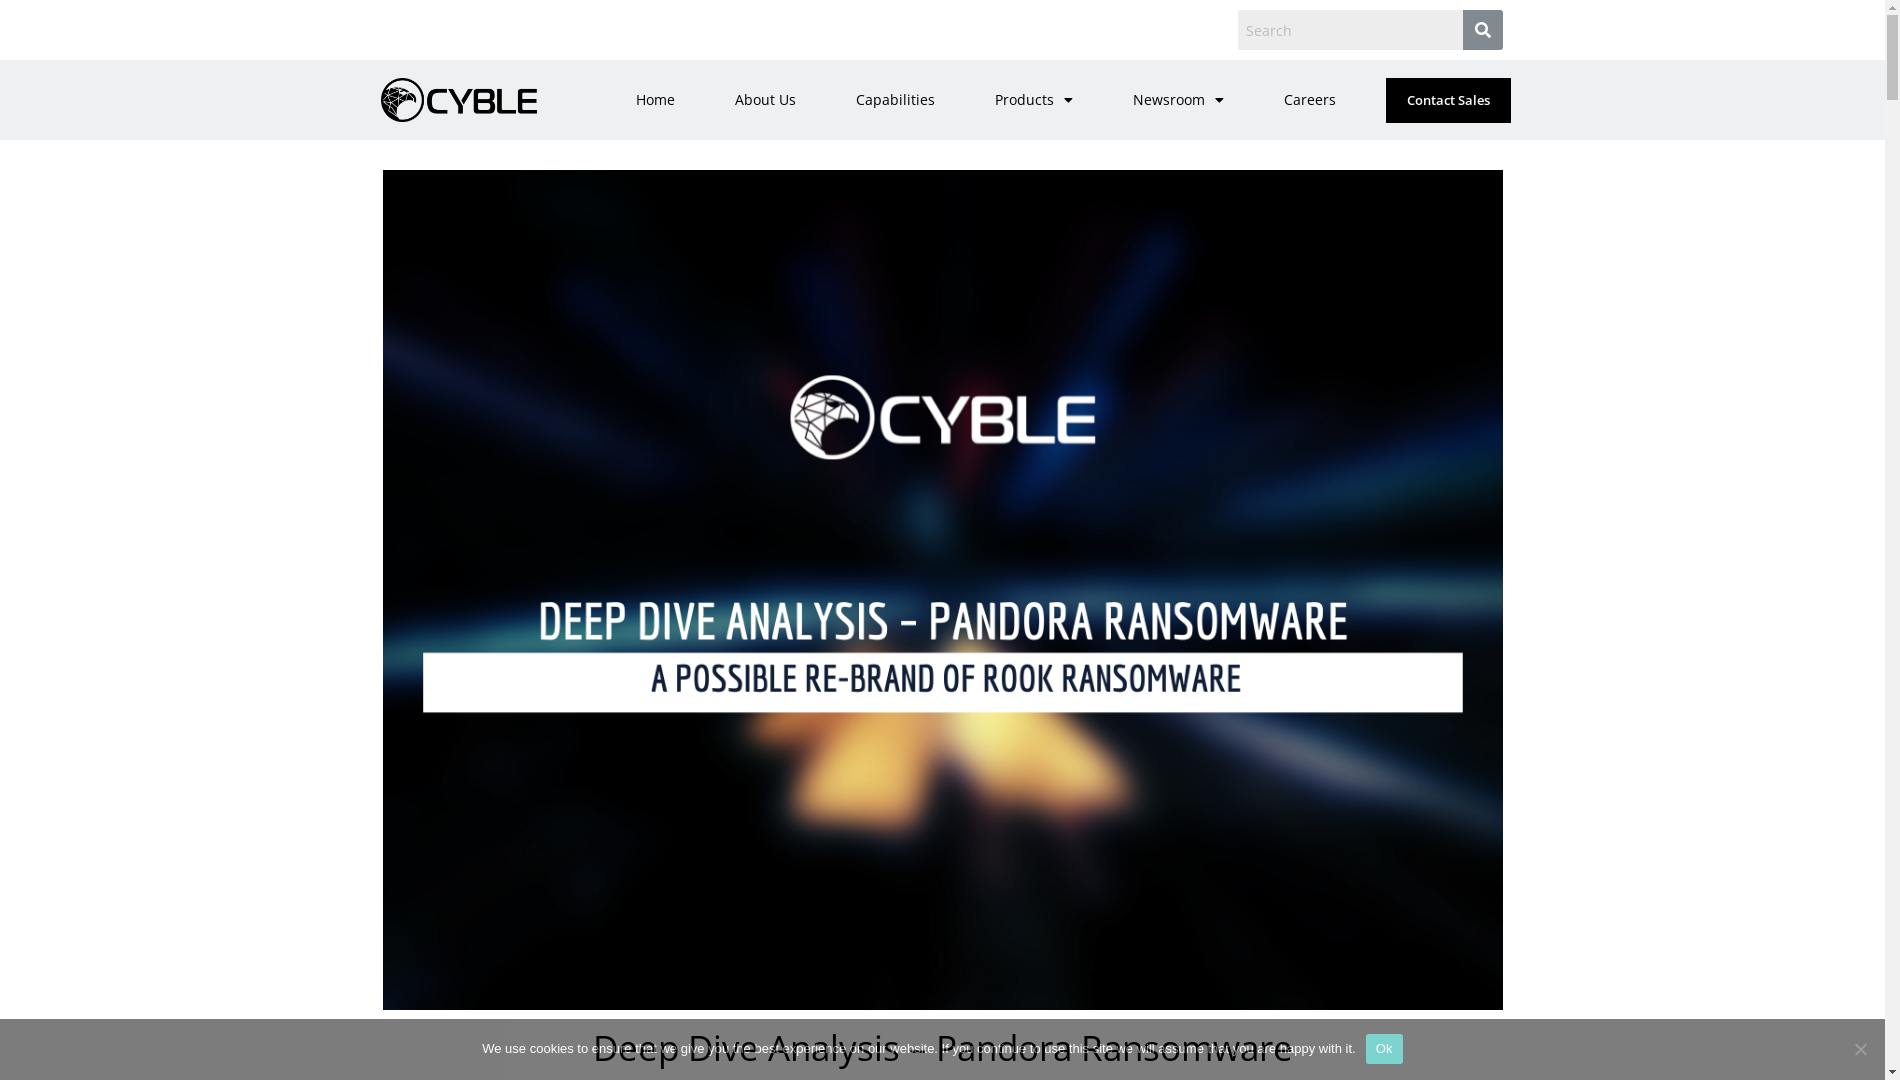 Search
CYBLE
Home
About Us
Capabilities
Products
Newsroom
Careers
Contact Sales
CYBLE
DEEP DIVE ANALYSIS – PANDORA RANSOMWARE
A POSSIBLE RE-BRAND OF ROOK RANSOMWARE
Deep Dive Analysis – Pandora Ransomware
We use cookies to ensure that we give you the best experience on our website. If you continue to use this site we will assume that you are happy with it.
Ok